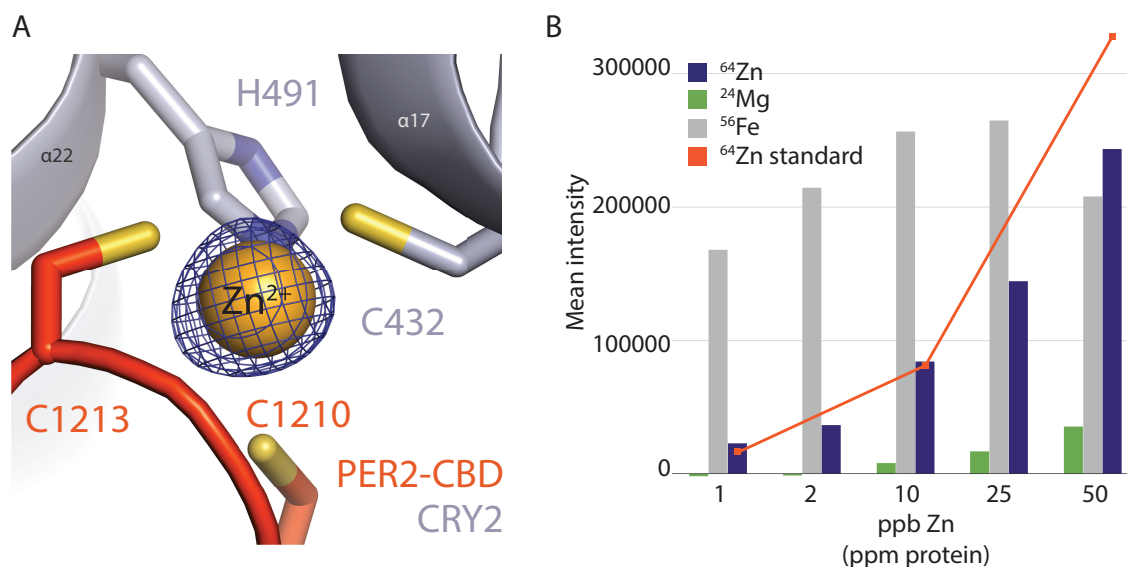 A
H491
α17
α22
Zn²⁺
C432
C1213
C1210
PER2-CBD
CRY2
B
⁶⁴Zn
²⁴Mg
⁵⁶Fe
⁶⁴Zn standard
Mean intensity
300000
200000
100000
0
1 2 10 25 50
ppb Zn
(ppm protein)